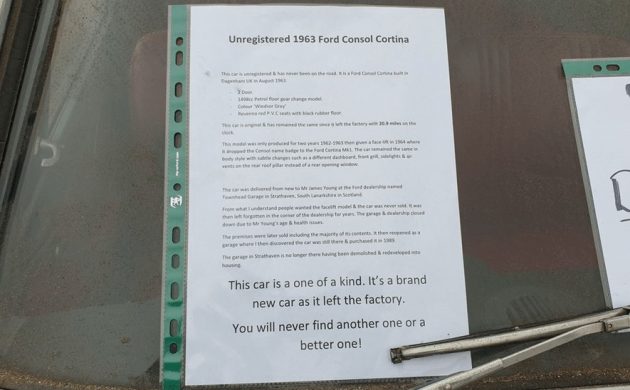 Unregistered 1963 Ford Consol Cortina
This car is unregistered & has never been on the road. It is a Ford Consol Cortina built in
Dagenham UK in August 1963.
- 2 Door
- 1498cc Petrol floor gear change model.
- Colour 'Windsor Gray'
- Reverino red P.V.C seats with black rubber floor.
This car is original & has remained the same since it left the factory with 20.9 miles on the
clock.
This model was only produced for two years 1962-1963 then given a face lift in 1964 where
it dropped the Consol name badge to the Ford Cortina Mk1. The car remained the same in
body style with subtle changes such as a different dashboard, front grill, sidelights & air
vents on the rear roof pillar instead of a rear opening window.
The car was delivered from new to Mr James Young at the Ford dealership named
Townhead Garage in Strathaven, South Lanarkshire in Scotland.
From what I understand people wanted the facelift model & the car was never sold. It was
then left forgotten in the corner of the dealership for years. The garage & dealership closed
down due to Mr Young's age & health issues.
The premises were later sold including the majority of its contents. It then reopened as a
garage where I then discovered the car was still there & purchased it in 1989.
The garage in Strathaven is no longer there having been demolished & redeveloped into
housing.
This car is a one of a kind. It's a brand
new car as it left the factory.
You will never find another one or a
better one!